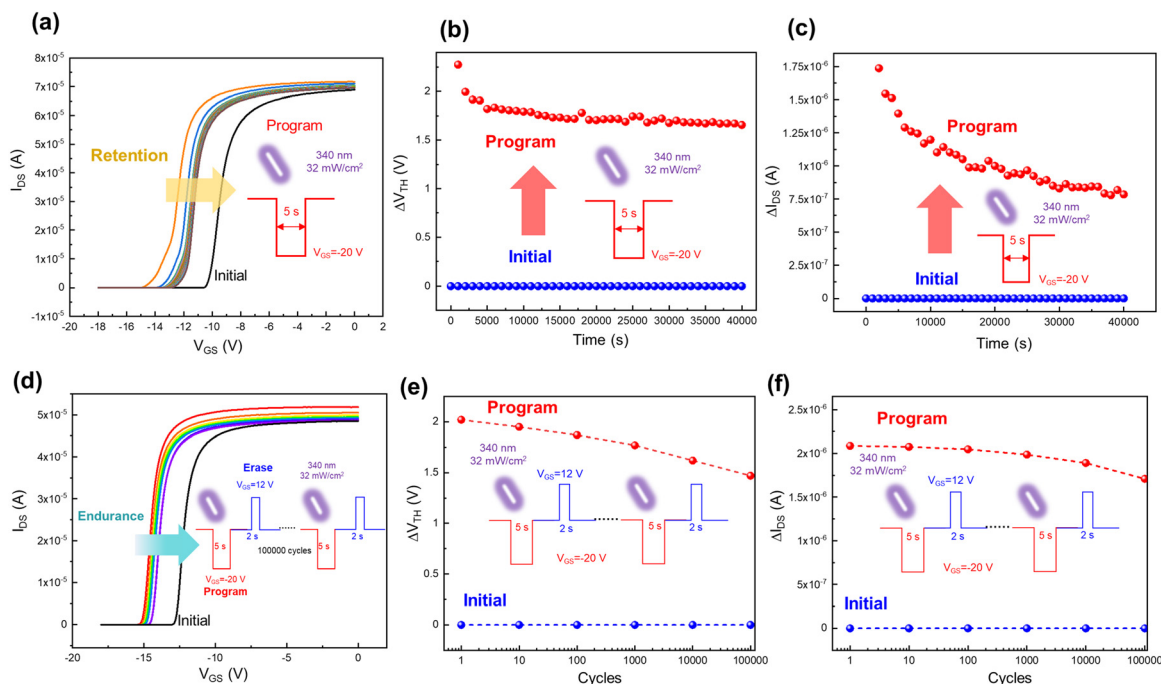 (a)
7x10⁻⁵
8x10⁻⁵
6x10⁻⁵
5x10⁻⁵
4x10⁻⁵
3x10⁻⁵
2x10⁻⁵
1x10⁻⁵
0
-1x10⁻⁵
I_DS (A)
Retention
Program
340 nm
32 mW/cm²
5 s
V_GS=-20 V
Initial
-18 -16 -14 -12 -10 -8 -6 -4 -2 0 2
V_GS (V)
(b)
2.5
2
1.75
1.5
1
0.5
0
0.25
ΔV_TH (V)
Program
340 nm
32 mW/cm²
5 s
Initial
V_GS=-20 V
0 5000 10000 15000 20000 25000 30000 35000 40000
Time (s)
(c)
1.75x10⁻⁶
1.5x10⁻⁶
1.25x10⁻⁶
1x10⁻⁶
7.5x10⁻⁷
5x10⁻⁷
2.5x10⁻⁷
0
ΔI_DS (A)
Program
340 nm
32 mW/cm²
5 s
Initial
V_GS=-20 V
0 10000 20000 30000 40000
Time (s)
(d)
5x10⁻⁵
4x10⁻⁵
3x10⁻⁵
2x10⁻⁵
1x10⁻⁵
0
I_DS (A)
Endurance
Erase
V_GS=12 V
340 nm
32 mW/cm²
5 s
2 s
100000 cycles
5 s
2 s
V_GS=-20 V
Program
Initial
-20 -15 -10 -5 0
V_GS (V)
(e)
2
1.5
1
0.5
0
ΔV_TH (V)
Program
340 nm
32 mW/cm²
V_GS=12 V
5 s
2 s
5 s
2 s
V_GS=-20 V
Initial
1 10 100 1000 10000 100000
Cycles
(f)
2.5x10⁻⁶
2x10⁻⁶
1.5x10⁻⁶
1x10⁻⁶
5x10⁻⁷
0
ΔI_DS (A)
Program
340 nm
32 mW/cm²
V_GS=12 V
5 s
2 s
5 s
2 s
V_GS=-20 V
Initial
1 10 100 1000 10000 100000
Cycles